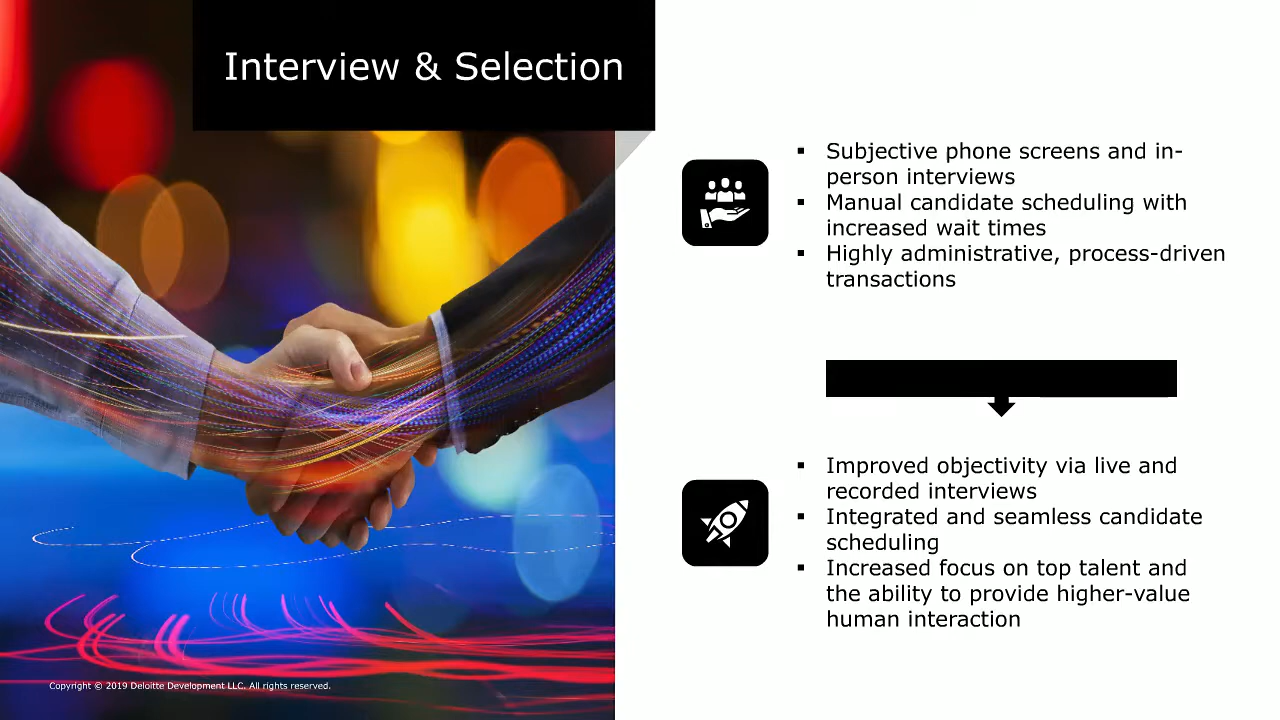 Interview & Selection
▪ Subjective phone screens and in-
person interviews
▪ Manual candidate scheduling with
increased wait times
▪ Highly administrative, process-driven
transactions
▪ Improved objectivity via live and
recorded interviews
▪ Integrated and seamless candidate
scheduling
▪ Increased focus on top talent and
the ability to provide higher-value
human interaction
Copyright © 2019 Deloitte Development LLC. All rights reserved.